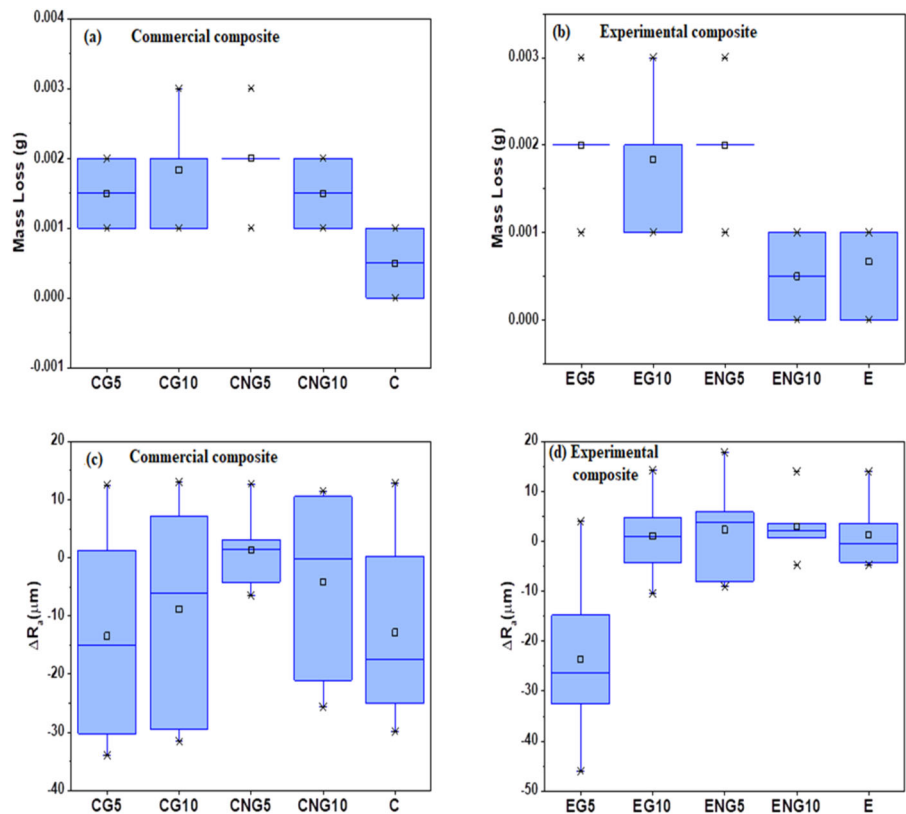 (a) Commercial composite
Mass Loss (g)
0.004
0.003
0.002
0.001
0.000
-0.001
CG5 CG10 CNG5 CNG10 C
(b) Experimental composite
Mass Loss (g)
0.003
0.002
0.001
0.000
EG5 EG10 ENG5 ENG10 E
(c) Commercial composite
ΔRa(μm)
20
10
0
-10
-20
-30
-40
CG5 CG10 CNG5 CNG10 C
(d) Experimental
composite
ΔRa(μm)
20
10
0
-10
-20
-30
-40
-50
EG5 EG10 ENG5 ENG10 E